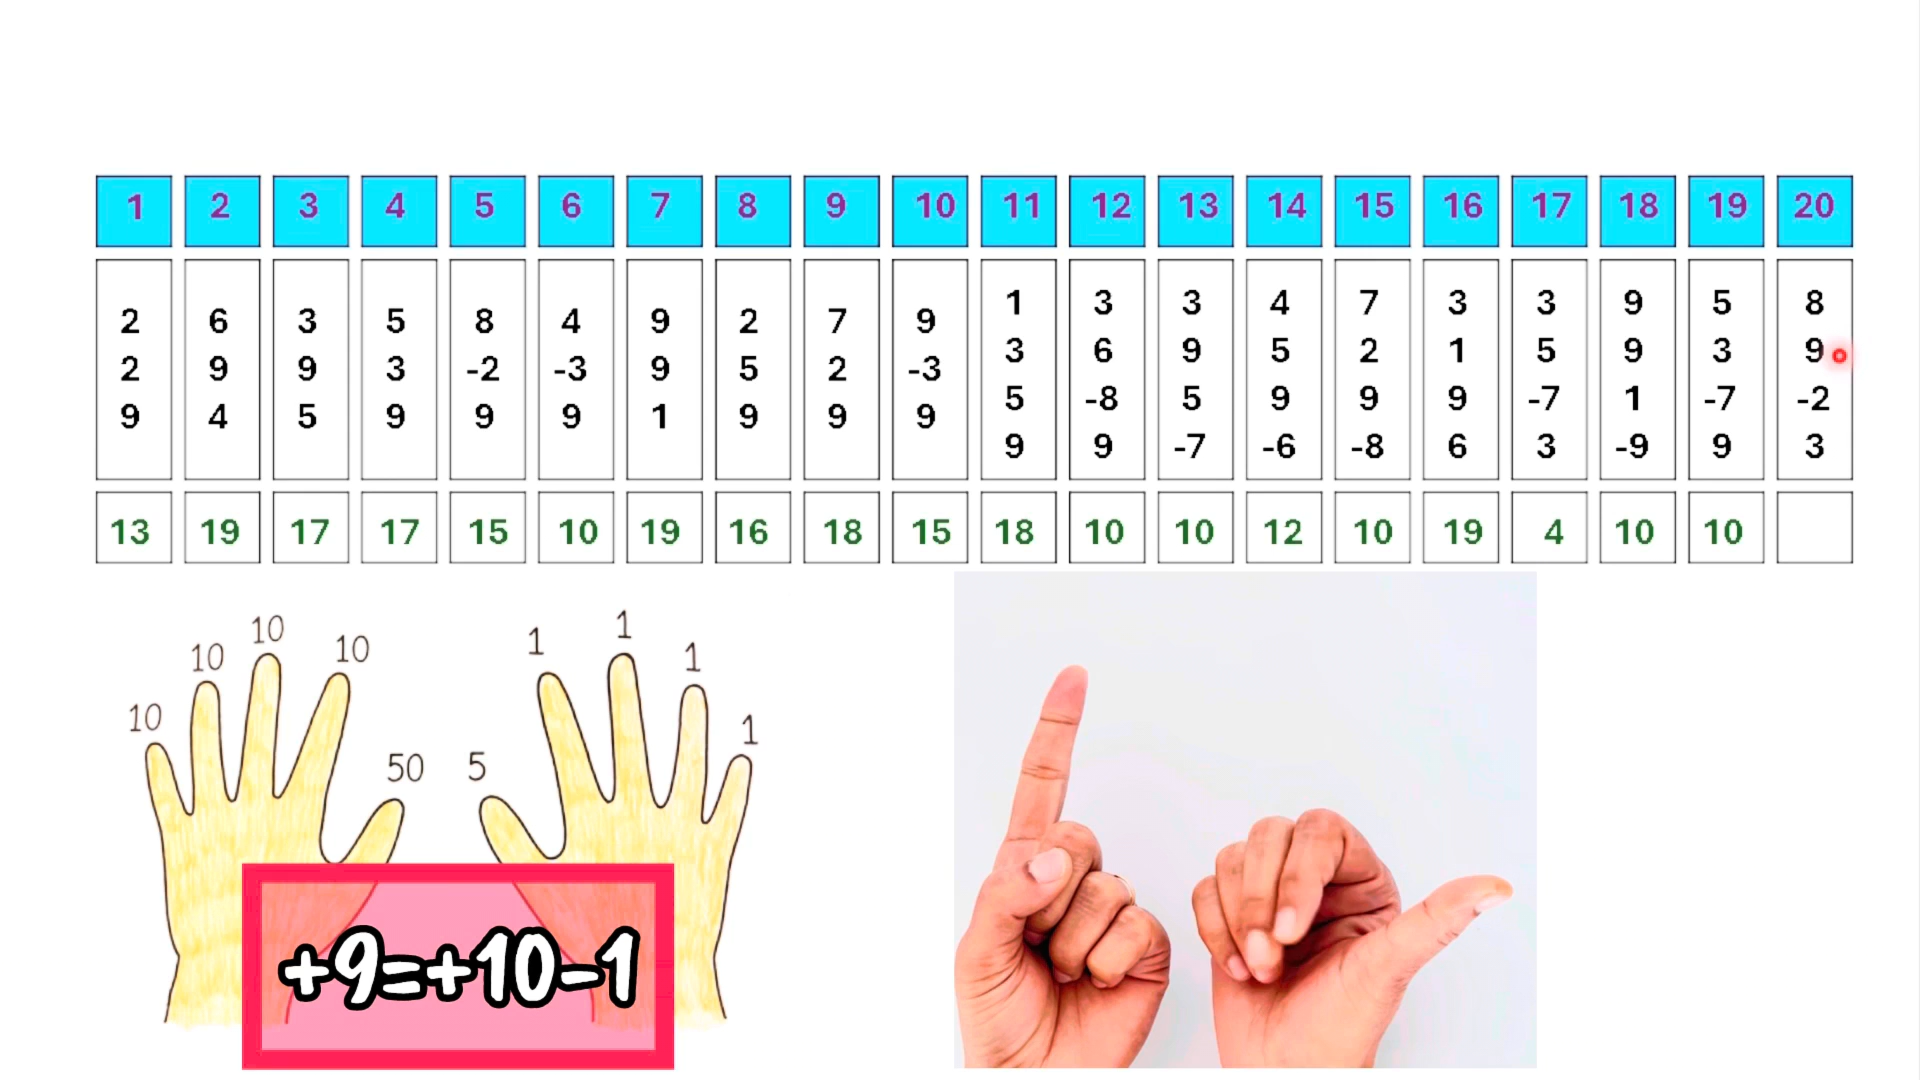 1 2 3 4 5 6 7 8 9 10 11 12 13 14 15 16 17 18 19 20
2 6 3 5 8 4 9 2 7 9 1 3 3 4 7 3 3 9 5 8
2 9 9 3 -2 -3 9 5 2 -3 3 6 9 5 2 1 5 9 3 9
9 4 5 9 9 9 1 9 9 9 5 -8 5 9 9 9 -7 1 -7 -2
9 9 -7 -6 -8 6 3 -9 9 3
13 19 17 17 15 10 19 16 18 15 18 10 10 12 10 19 4 10 10
10 10 10 10 50 5 1 1 1 1
+9=+10-1